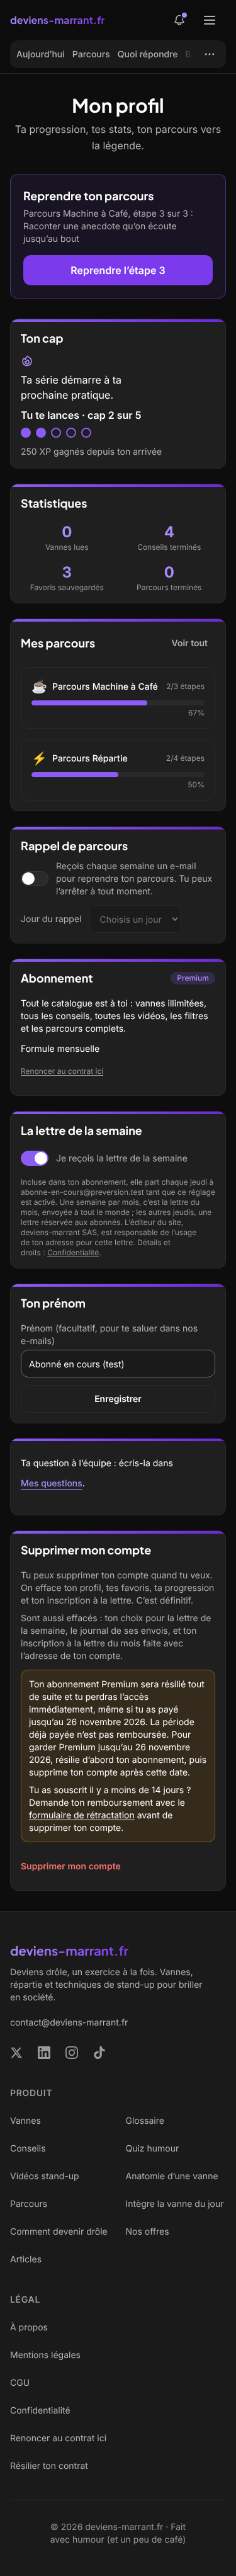 deviens-marrant.fr
Aujourd'hui Parcours Quoi répondre
Mon profil
Ta progression, tes stats, ton parcours vers
la légende.
Reprendre ton parcours
Parcours Machine à Café, étape 3 sur 3 :
Raconter une anecdote qu'on écoute
jusqu'au bout
Reprendre l'étape 3
Ton cap
Ta série démarre à ta
prochaine pratique.
Tu te lances · cap 2 sur 5
250 XP gagnés depuis ton arrivée
Statistiques
0 4
Vannes lues Conseils terminés
3 0
Favoris sauvegardés Parcours terminés
Mes parcours Voir tout
Parcours Machine à Café 2/3 étapes
67%
Parcours Répartie 2/4 étapes
50%
Rappel de parcours
Reçois chaque semaine un e-mail
pour reprendre ton parcours. Tu peux
l'arrêter à tout moment.
Jour du rappel Choisis un jour
Abonnement Premium
Tout le catalogue est à toi : vannes illimitées,
tous les conseils, toutes les vidéos, les filtres
et les parcours complets.
Formule mensuelle
Renoncer au contrat ici
La lettre de la semaine
Je reçois la lettre de la semaine
Incluse dans ton abonnement, elle part chaque jeudi à
abonne-en-cours@preversion.test tant que ce réglage
est activé. Une semaine par mois, c'est la lettre du
mois, envoyée à tout le monde ; les autres jeudis, une
lettre réservée aux abonnés. L'éditeur du site,
deviens-marrant SAS, est responsable de l'usage
de ton adresse pour cette lettre. Détails et
droits : Confidentialité.
Ton prénom
Prénom (facultatif, pour te saluer dans nos
e-mails)
Abonné en cours (test)
Enregistrer
Ta question à l'équipe : écris-la dans
Mes questions.
Supprimer mon compte
Tu peux supprimer ton compte quand tu veux.
On efface ton profil, tes favoris, ta progression
et ton inscription à la lettre. C'est définitif.
Sont aussi effacés : ton choix pour la lettre de
la semaine, le journal de ses envois, et ton
inscription à la lettre du mois faite avec
l'adresse de ton compte.
Ton abonnement Premium sera résilié tout
de suite et tu perdras l'accès
immédiatement, même si tu as payé
jusqu'au 26 novembre 2026. La période
déjà payée n'est pas remboursée. Pour
garder Premium jusqu'au 26 novembre
2026, résilie d'abord ton abonnement, puis
supprime ton compte après cette date.
Tu as souscrit il y a moins de 14 jours ?
Demande ton remboursement avec le
formulaire de rétractation avant de
supprimer ton compte.
Supprimer mon compte
deviens-marrant.fr
Deviens drôle, un exercice à la fois. Vannes,
répartie et techniques de stand-up pour briller
en société.
contact@deviens-marrant.fr
PRODUIT
Vannes Glossaire
Conseils Quiz humour
Vidéos stand-up Anatomie d'une vanne
Parcours Intègre la vanne du jour
Comment devenir drôle Nos offres
Articles
LÉGAL
À propos
Mentions légales
CGU
Confidentialité
Renoncer au contrat ici
Résilier ton contrat
© 2026 deviens-marrant.fr · Fait
avec humour (et un peu de café)